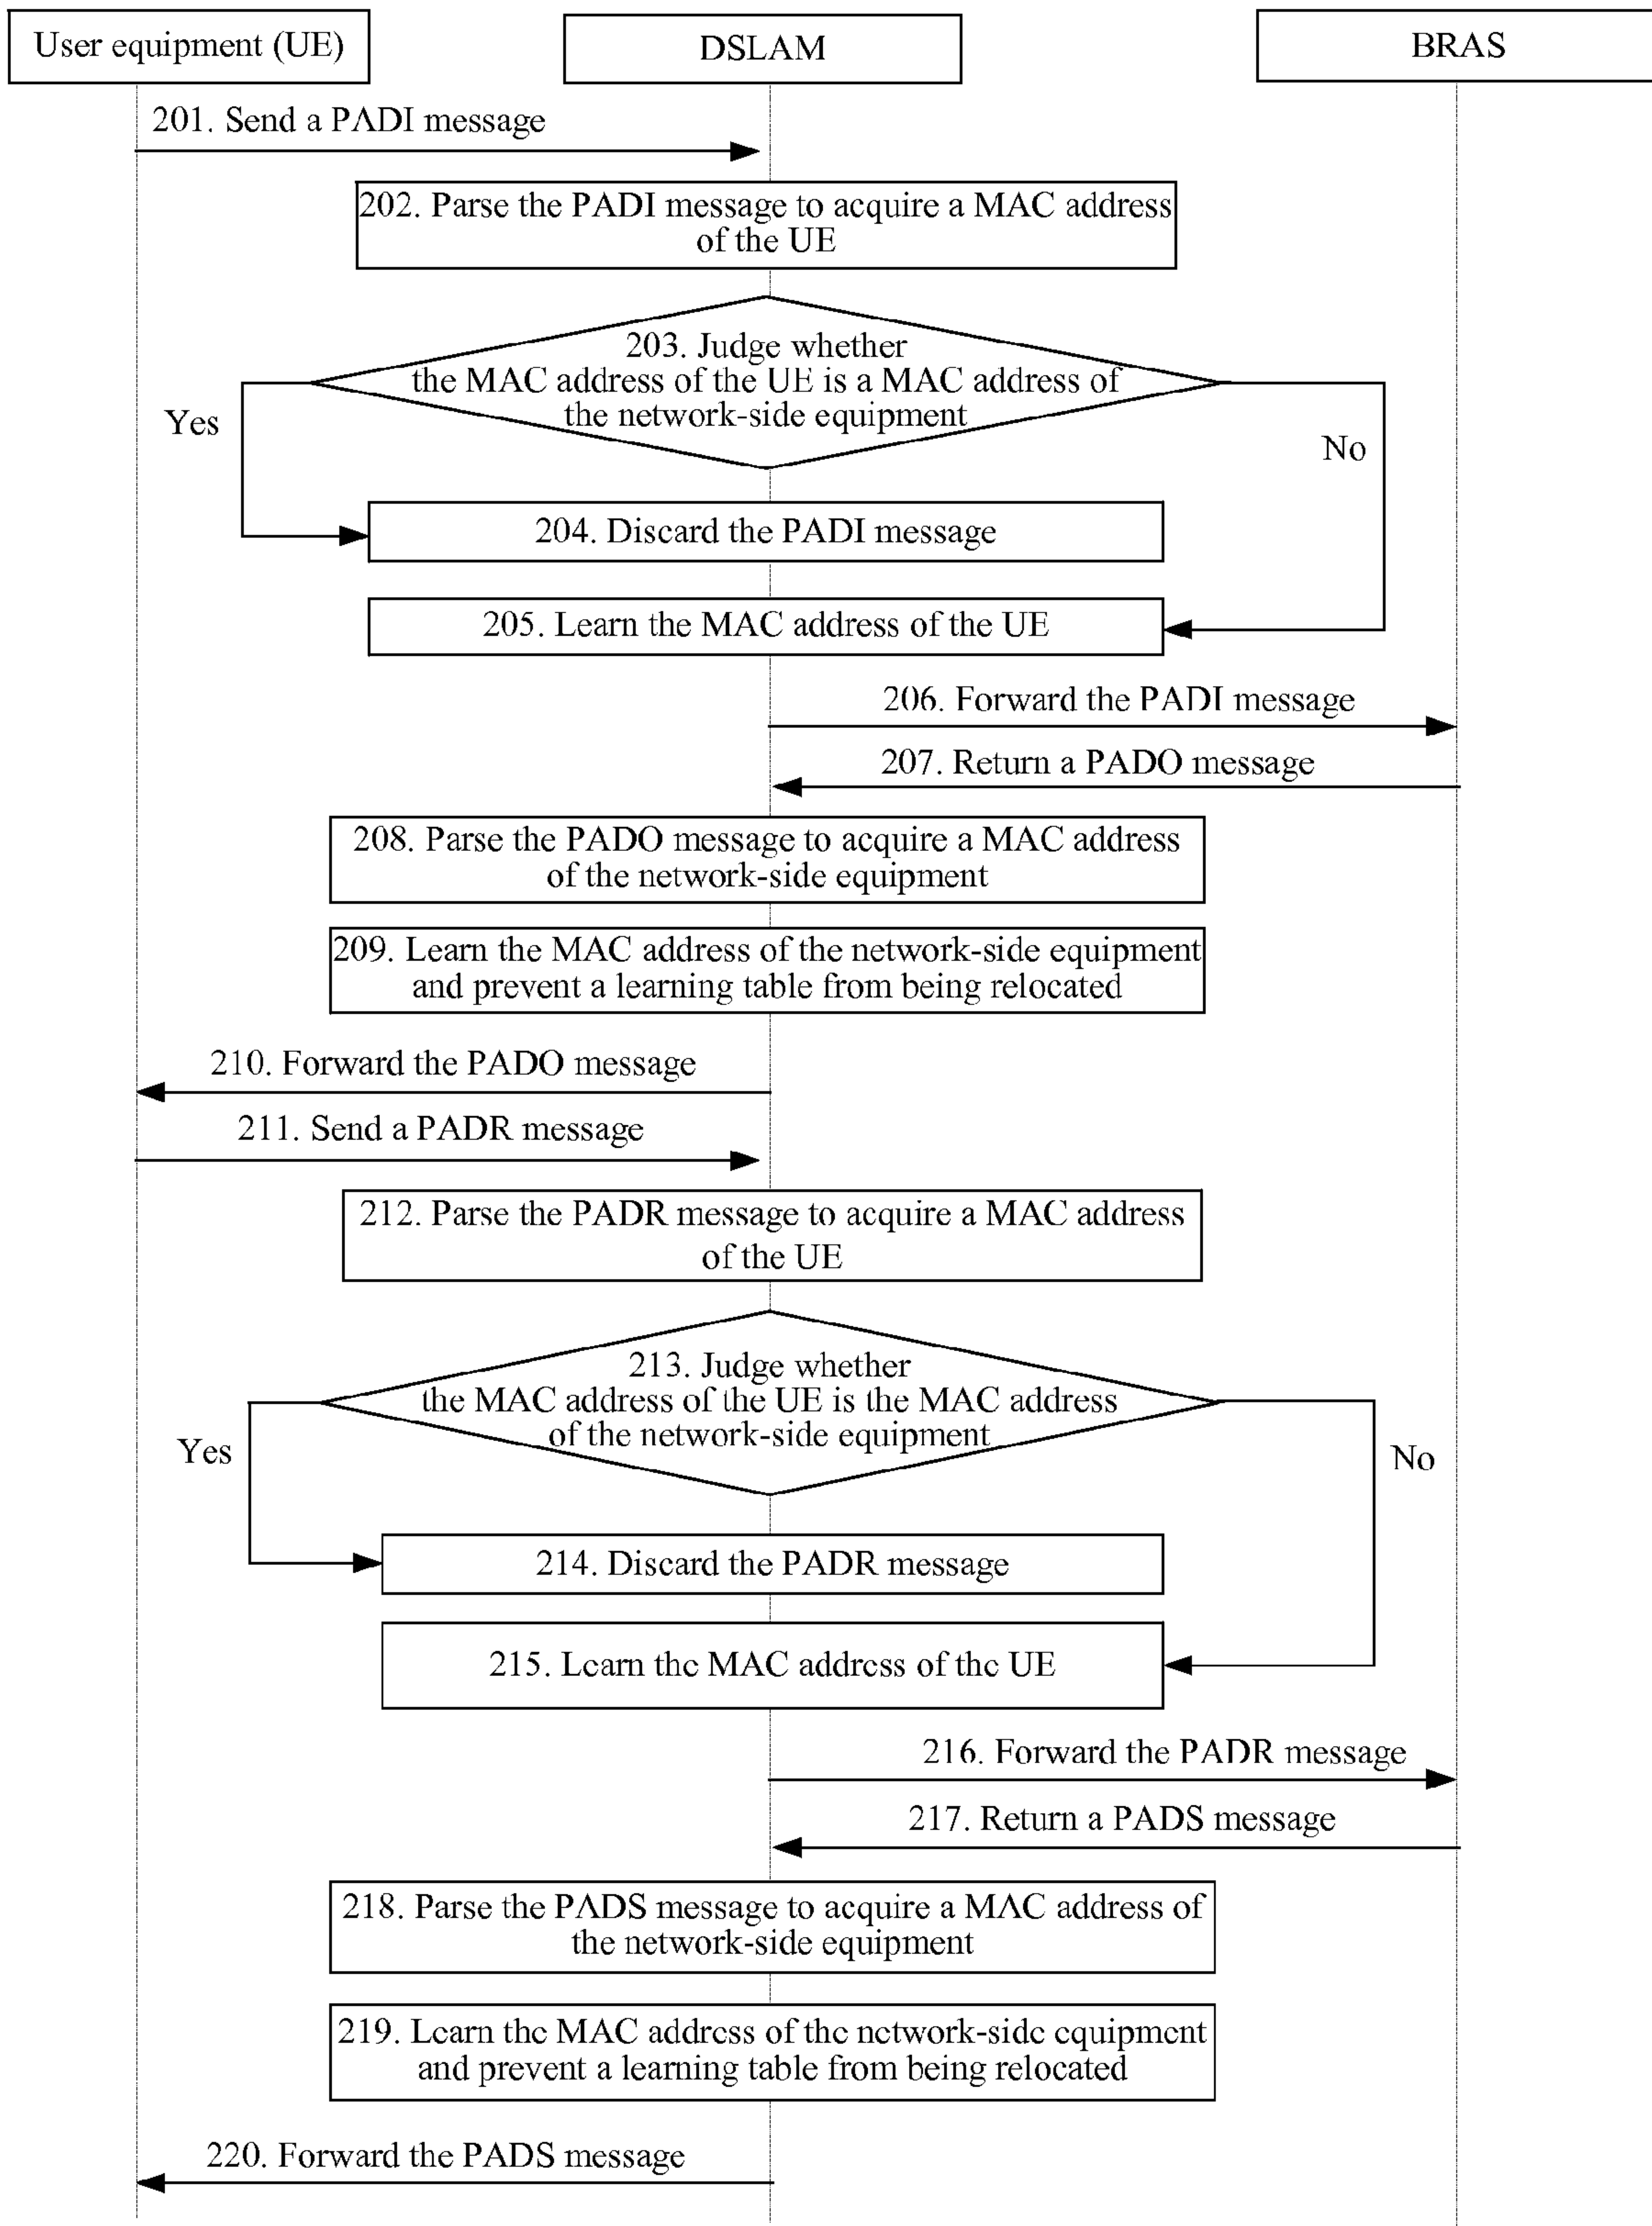 User equipment (UE)
DSLAM
BRAS
201. Send a PADI message
202. Parse the PADI message to acquire a MAC address
of the UE
203. Judge whether
the MAC address of the UE is a MAC address of
the network-side equipment
Yes
No
204. Discard the PADI message
205. Learn the MAC address of the UE
206. Forward the PADI message
207. Return a PADO message
208. Parse the PADO message to acquire a MAC address
of the network-side equipment
209. Learn the MAC address of the network-side equipment
and prevent a learning table from being relocated
210. Forward the PADO message
211. Send a PADR message
212. Parse the PADR message to acquire a MAC address
of the UE
213. Judge whether
the MAC address of the UE is the MAC address
of the network-side equipment
Yes
No
214. Discard the PADR message
215. Learn the MAC address of the UE
216. Forward the PADR message
217. Return a PADS message
218. Parse the PADS message to acquire a MAC address of
the network-side equipment
219. Learn the MAC address of the network-side equipment
and prevent a learning table from being relocated
220. Forward the PADS message